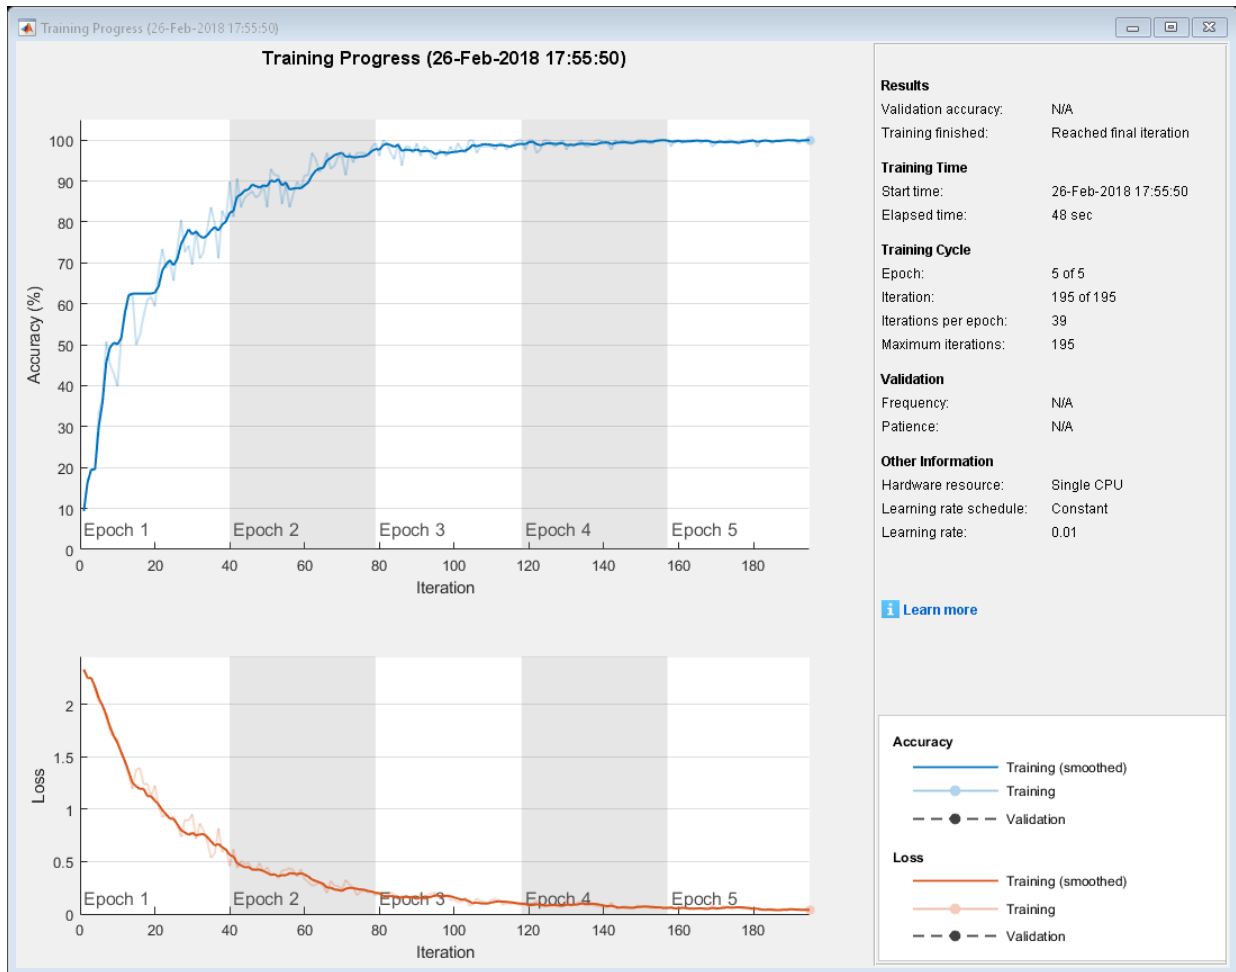 Training Progress (26-Feb-2018 17:55:50)
Training Progress (26-Feb-2018 17:55:50)
100
90
80
70
60
50
40
30
20
10
0
Accuracy (%)
Epoch 1 Epoch 2 Epoch 3 Epoch 4 Epoch 5
0 20 40 60 80 100 120 140 160 180
Iteration
2
1.5
1
0.5
0
Loss
Epoch 1 Epoch 2 Epoch 3 Epoch 4 Epoch 5
0 20 40 60 80 100 120 140 160 180
Iteration
Results
Validation accuracy: N/A
Training finished: Reached final iteration
Training Time
Start time: 26-Feb-2018 17:55:50
Elapsed time: 48 sec
Training Cycle
Epoch: 5 of 5
Iteration: 195 of 195
Iterations per epoch: 39
Maximum iterations: 195
Validation
Frequency: N/A
Patience: N/A
Other Information
Hardware resource: Single CPU
Learning rate schedule: Constant
Learning rate: 0.01
i Learn more
Accuracy
Training (smoothed)
Training
Validation
Loss
Training (smoothed)
Training
Validation